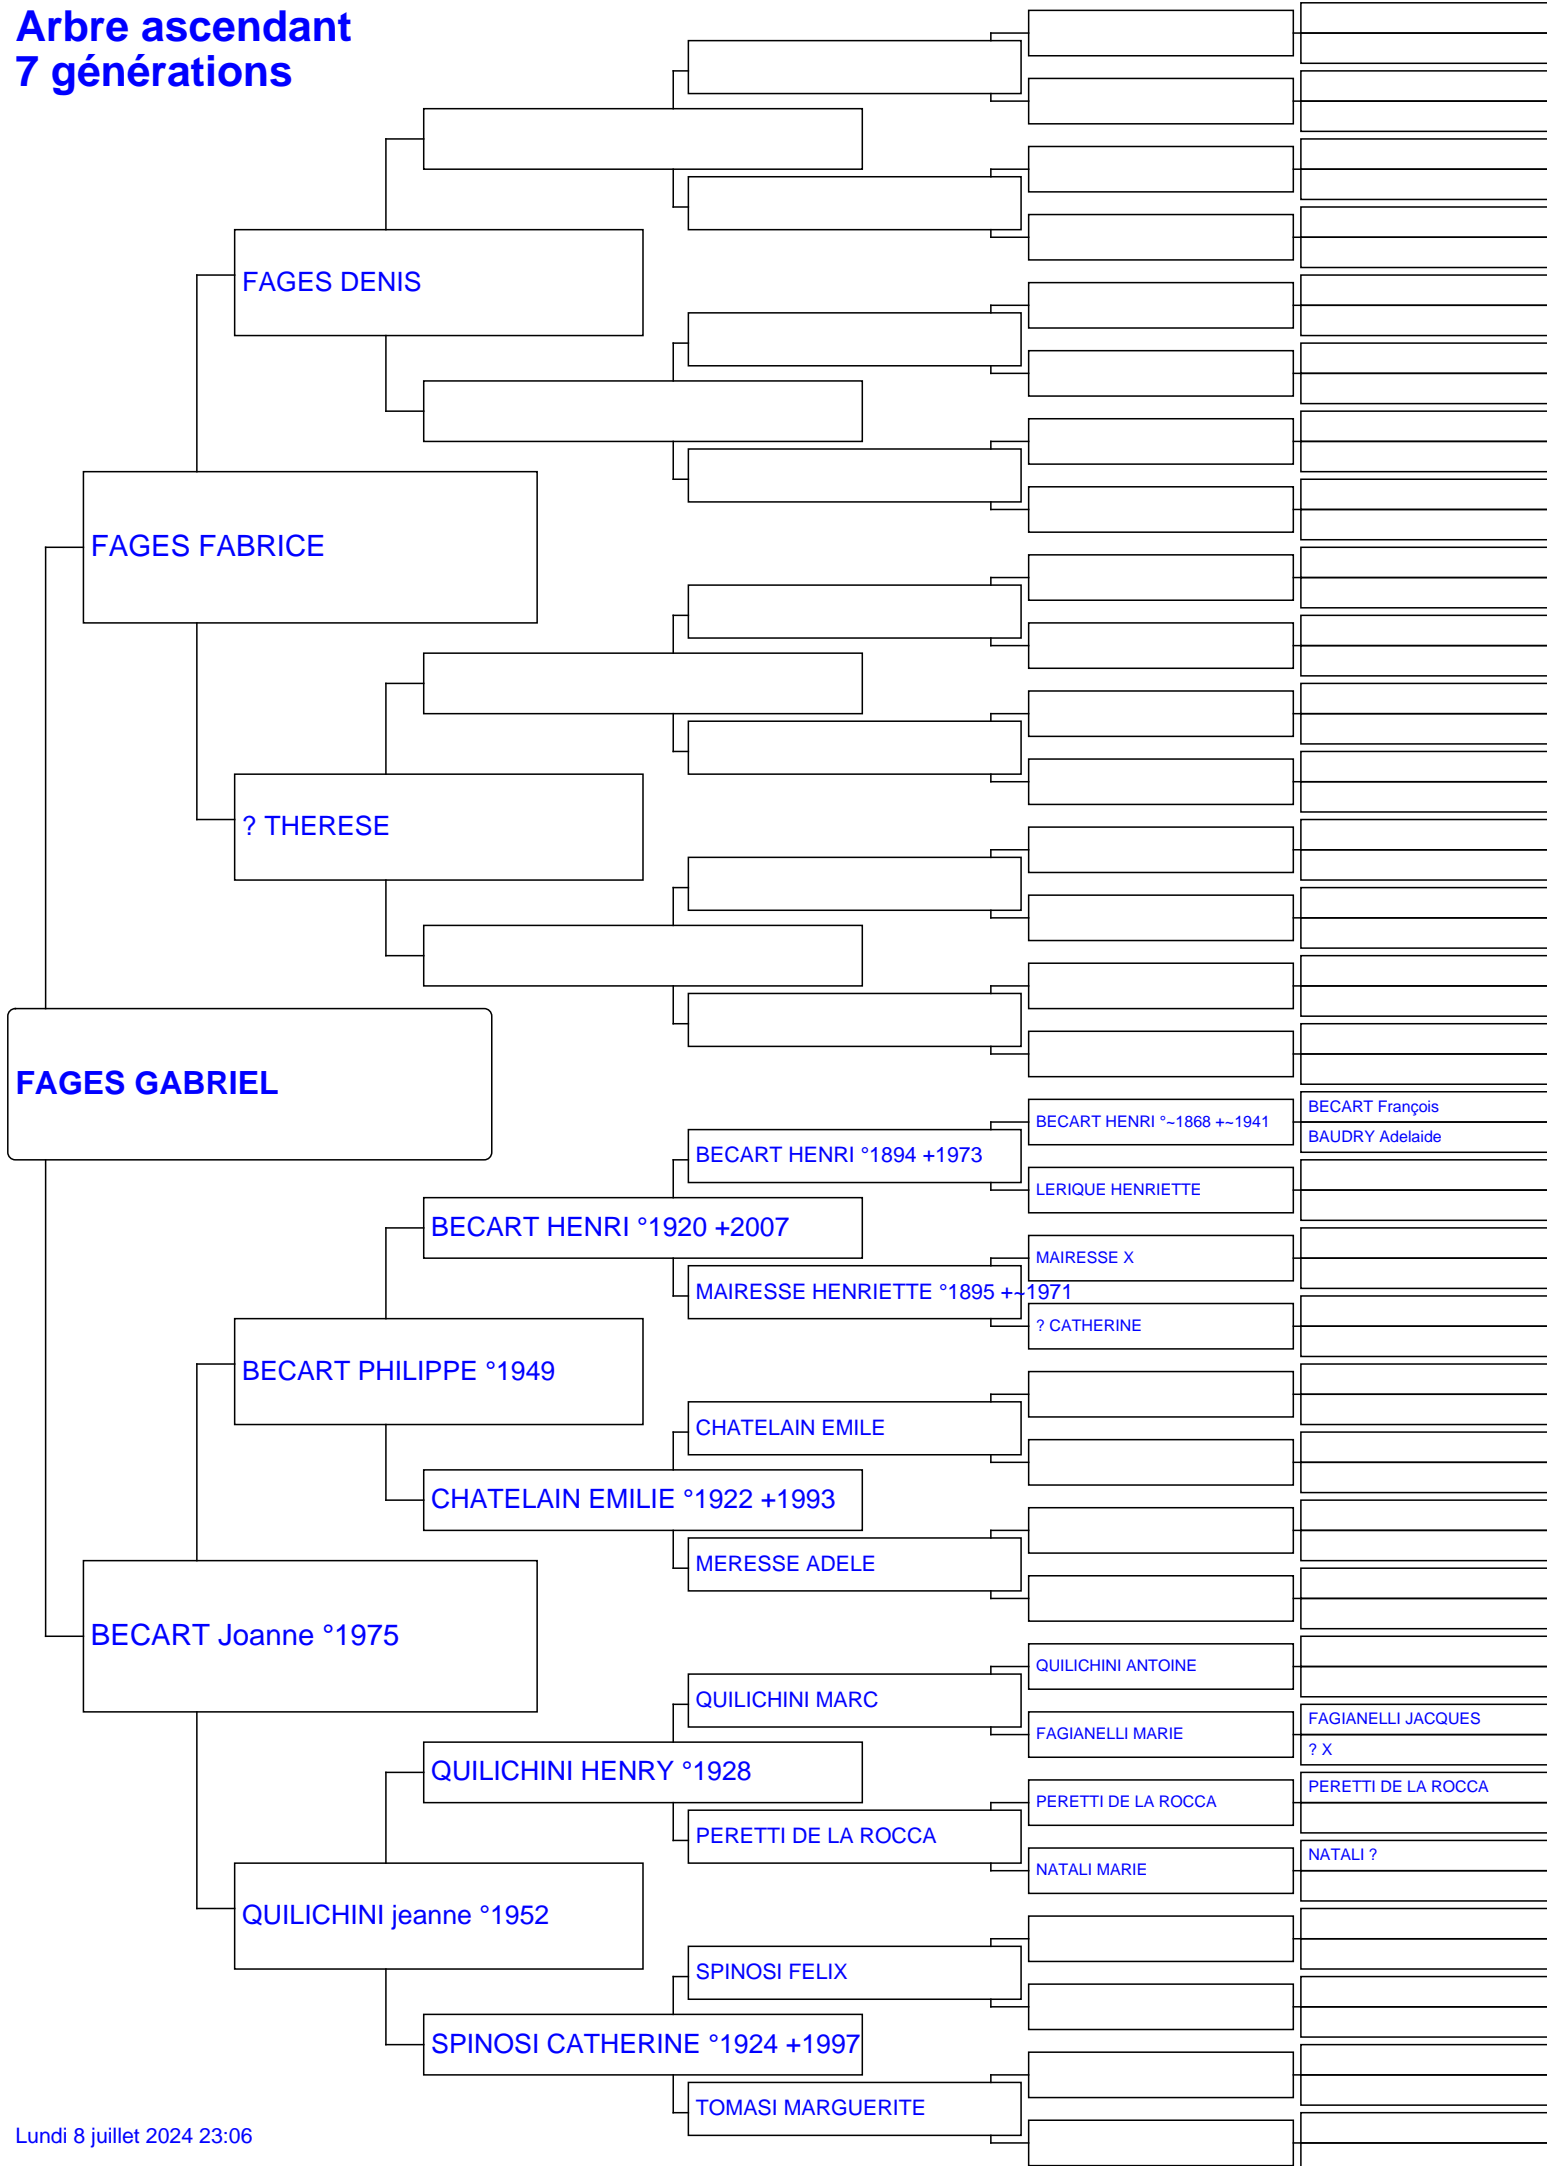 Arbre ascendant
7 générations
FAGES DENIS
FAGES FABRICE
? THERESE
FAGES GABRIEL
BECART HENRI °~1868 +~1941
BECART François
BAUDRY Adelaide
BECART HENRI °1894 +1973
LERIQUE HENRIETTE
BECART HENRI °1920 +2007
MAIRESSE X
MAIRESSE HENRIETTE °1895 +~1971
? CATHERINE
BECART PHILIPPE °1949
CHATELAIN EMILE
CHATELAIN EMILIE °1922 +1993
MERESSE ADELE
BECART Joanne °1975
QUILICHINI ANTOINE
QUILICHINI MARC
FAGIANELLI MARIE
FAGIANELLI JACQUES
? X
QUILICHINI HENRY °1928
PERETTI DE LA ROCCA
PERETTI DE LA ROCCA
PERETTI DE LA ROCCA
NATALI MARIE
NATALI ?
QUILICHINI jeanne °1952
SPINOSI FELIX
SPINOSI CATHERINE °1924 +1997
TOMASI MARGUERITE
Lundi 8 juillet 2024 23:06